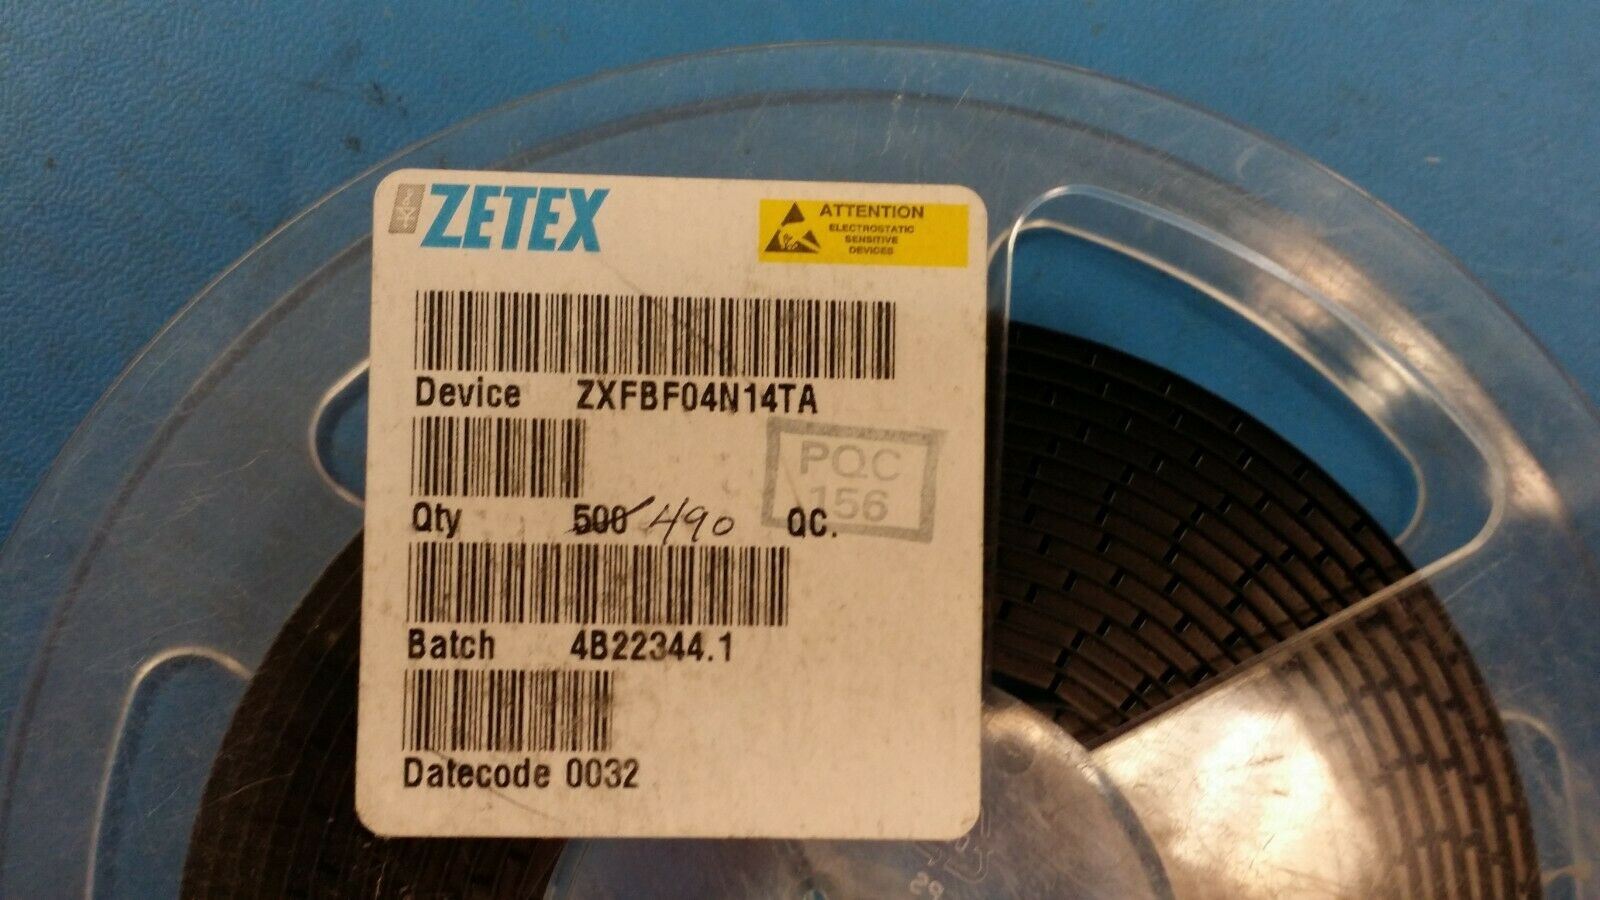 ZETEX
ATTENTION
ELECTROSTATIC
SENSITIVE
DEVICES
Device ZXFBF04N14TA
PQC
156
Qty 500 490 QC.
Batch 4B22344.1
Datecode 0032